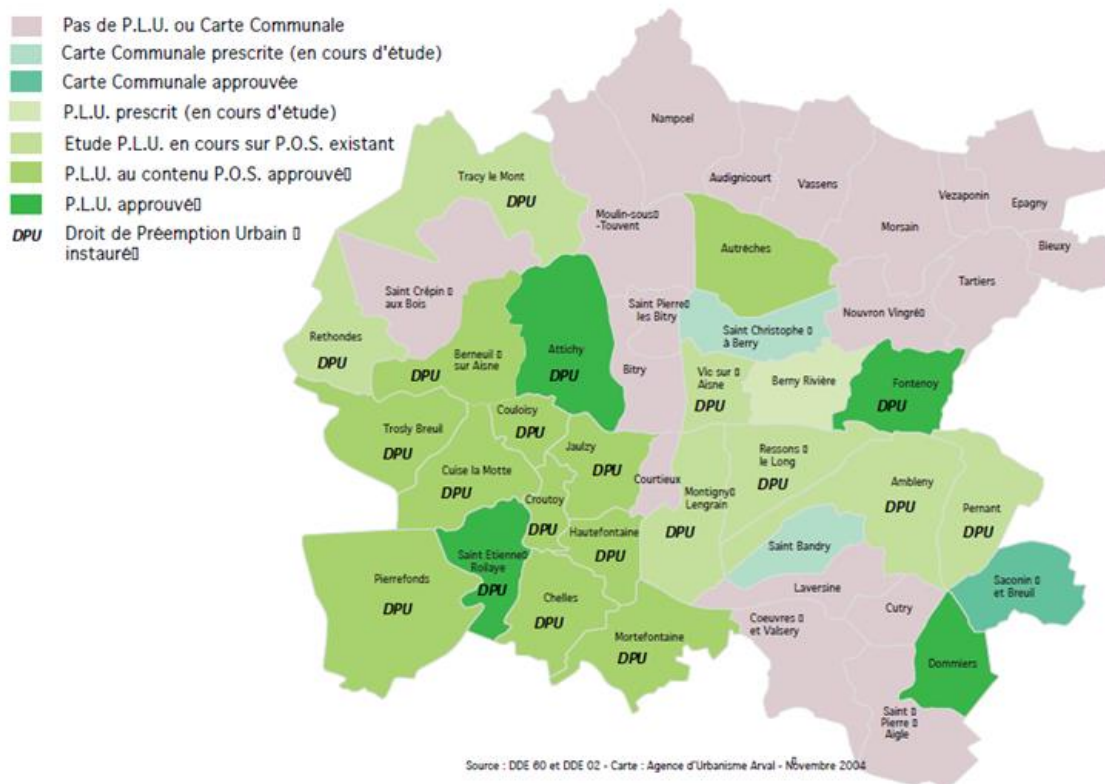 Pas de P.L.U. ou Carte Communale
Carte Communale prescrite (en cours d'étude)
Carte Communale approuvée
P.L.U. prescrit (en cours d'étude)
Etude P.L.U. en cours sur P.O.S. existant
P.L.U. au contenu P.O.S. approuvé
P.L.U. approuvé
DPU Droit de Préemption Urbain
instauré
Nampcel
Tracy le Mont
DPU
Audignicourt
Vassens
Vezaponin
Epagny
Moulin-sous
-Touvent
Morsain
Bieuxy
Autrêches
Tartiers
Saint Crépin
aux Bois
Saint Pierre
les Bitry
Nouvron Vingré
Saint Christophe
à Berry
Rethondes
DPU
Berneuil
sur Aisne
DPU
Attichy
DPU
Bitry
Vic sur
Aisne
DPU
Berny Rivière
Fontenoy
DPU
Couloisy
DPU
Trosly Breuil
DPU
Jaulzy
DPU
Ressons
le Long
DPU
Cuise la Motte
DPU
Courtieux
Ambleny
DPU
Croutoy
DPU
Montigny
Lengrain
DPU
Pernant
DPU
Hautefontaine
DPU
Saint Bandry
Saint Etienne
Roilaye
DPU
Pierrefonds
DPU
Laversine
Saconin
et Breuil
Chelles
DPU
Cutry
Coeuvres
et Valsery
Mortefontaine
DPU
Dommiers
Saint
Pierre
Aigle
Source : DDE 60 et DDE 02 - Carte : Agence d'Urbanisme Arval - Novembre 2004